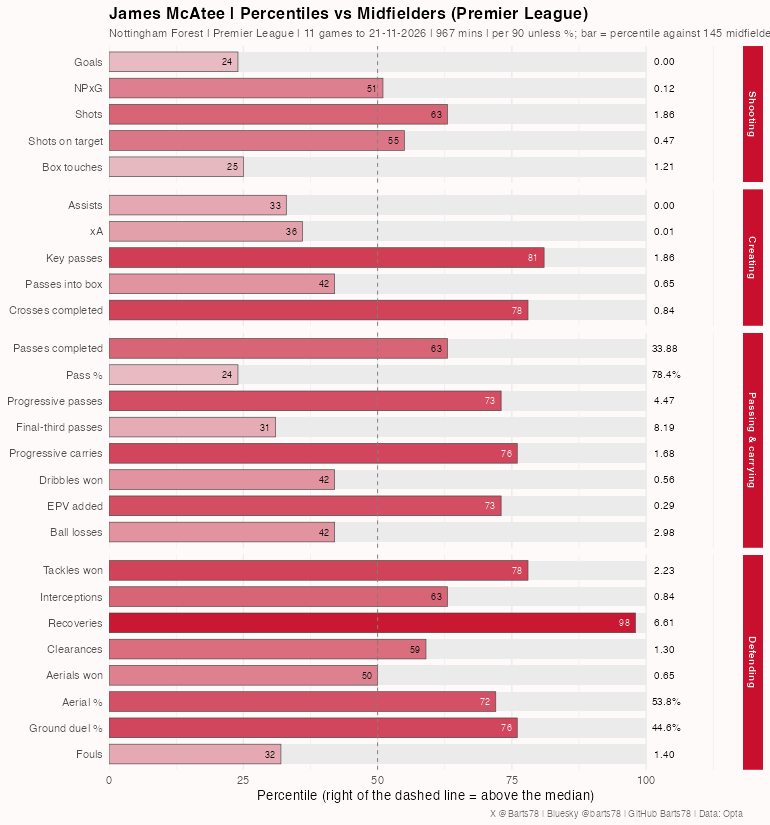 James McAtee | Percentiles vs Midfielders (Premier League)
Nottingham Forest | Premier League | 11 games to 21-11-2026 | 967 mins | per 90 unless %; bar = percentile against 145 midfielde
Goals 24 0.00
NPxG 51 0.12
Shots 63 1.86
Shots on target 55 0.47
Box touches 25 1.21
Shooting
Assists 33 0.00
xA 36 0.01
Key passes 81 1.86
Passes into box 42 0.65
Crosses completed 78 0.84
Creating
Passes completed 63 33.88
Pass % 24 78.4%
Progressive passes 73 4.47
Final-third passes 31 8.19
Progressive carries 76 1.68
Dribbles won 42 0.56
EPV added 73 0.29
Ball losses 42 2.98
Passing & carrying
Tackles won 78 2.23
Interceptions 63 0.84
Recoveries 98 6.61
Clearances 59 1.30
Aerials won 50 0.65
Aerial % 72 53.8%
Ground duel % 76 44.6%
Fouls 32 1.40
Defending
0 25 50 75 100
Percentile (right of the dashed line = above the median)
X @Barts78 | Bluesky @barts78 | GitHub Barts78 | Data: Opta